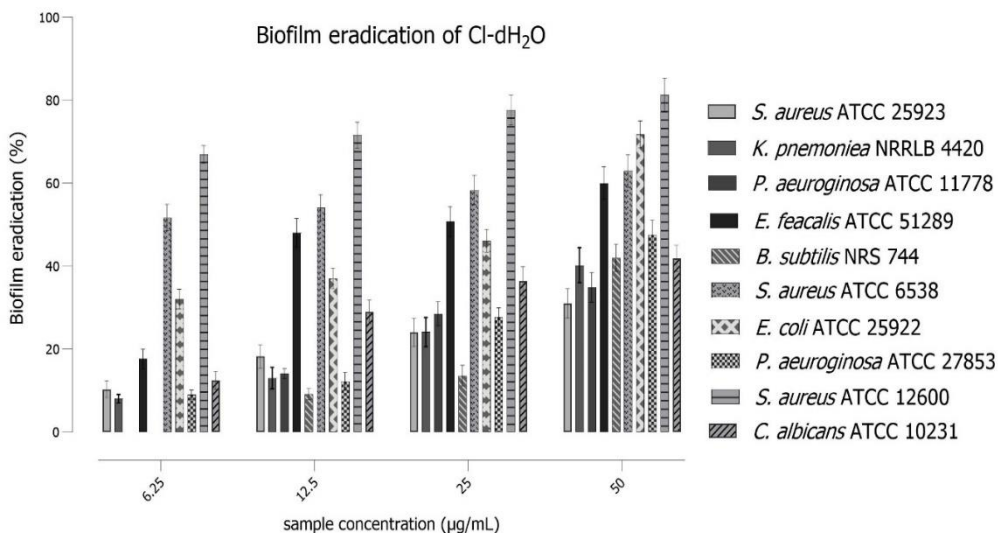 Biofilm eradication of Cl-dH₂O
Biofilm eradication (%)
100
80
60
40
20
0
6.25
12.5
25
50
sample concentration (µg/mL)
S. aureus ATCC 25923
K. pnemoniea NRRLB 4420
P. aeuroginosa ATCC 11778
E. feacalis ATCC 51289
B. subtilis NRS 744
S. aureus ATCC 6538
E. coli ATCC 25922
P. aeuroginosa ATCC 27853
S. aureus ATCC 12600
C. albicans ATCC 10231